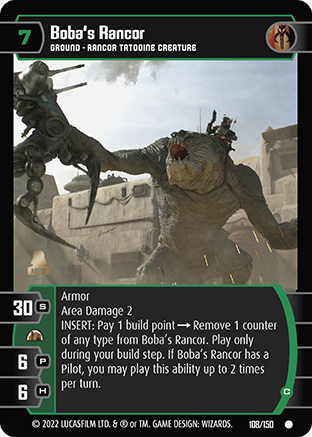 7
Boba's Rancor
GROUND - RANCOR TATOOINE CREATURE
30 S
6 P
6 H
Armor
Area Damage 2
INSERT: Pay 1 build point → Remove 1 counter
of any type from Boba's Rancor. Play only
during your build step. If Boba's Rancor has a
Pilot, you may play this ability up to 2 times
per turn.
C
© 2022 LUCASFILM LTD. & ® or TM. GAME DESIGN: WIZARDS.
108/150